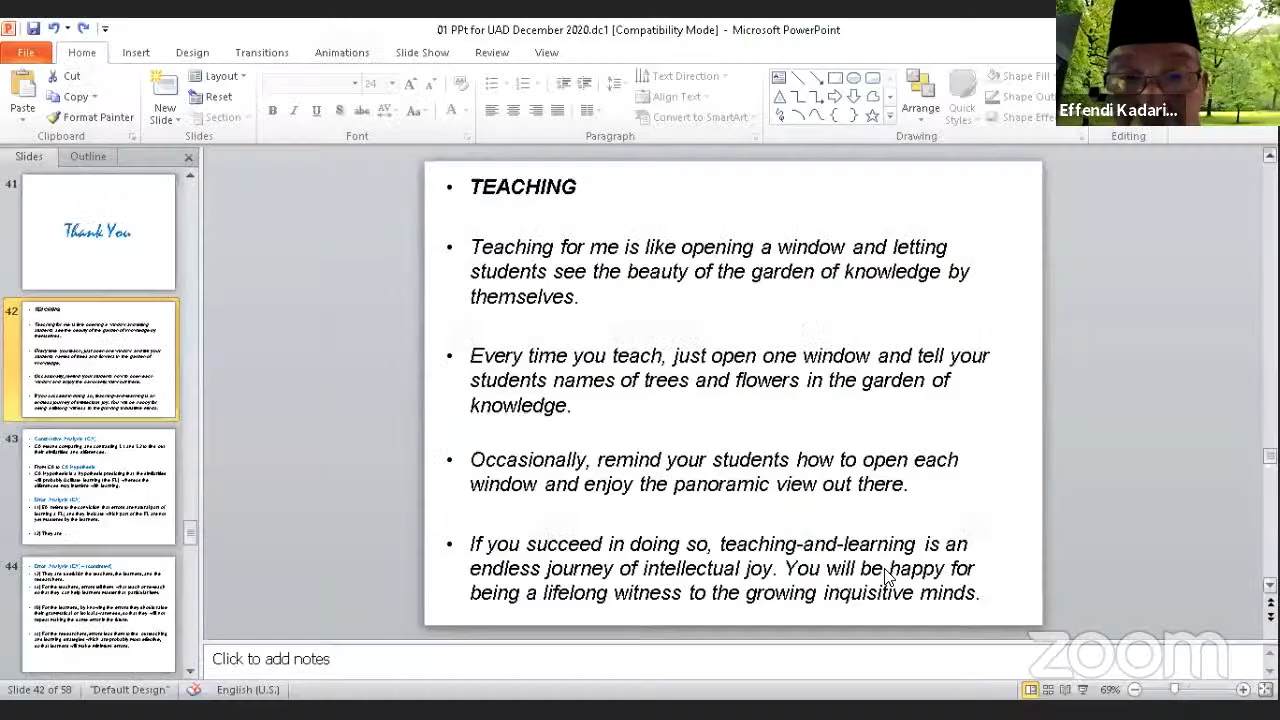 01 PPt for UAD December 2020.dc1 [Compatibility Mode] - Microsoft PowerPoint
File Home Insert Design Transitions Animations Slide Show Review View
Paste
Cut
Copy
Format Painter
Clipboard
New Slide
Layout
Reset
Section
Slides
24
Font
Text Direction
Align Text
Convert to SmartArt
Paragraph
Arrange
Quick Styles
Shape Fill
Shape Ou
Shape Effe
Drawing
Editing
Effendi Kadari...
Slides Outline
41
Thank You
42
43
44
• TEACHING
• Teaching for me is like opening a window and letting
students see the beauty of the garden of knowledge by
themselves.
• Every time you teach, just open one window and tell your
students names of trees and flowers in the garden of
knowledge.
• Occasionally, remind your students how to open each
window and enjoy the panoramic view out there.
• If you succeed in doing so, teaching-and-learning is an
endless journey of intellectual joy. You will be happy for
being a lifelong witness to the growing inquisitive minds.
Click to add notes
zoom
Slide 42 of 58 "Default Design" English (U.S.) 69%